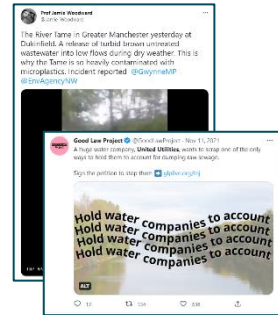 Prof Jamie Woodward
@Jamie_Woodward_
The River Tame in Greater Manchester yesterday at
Dukinfield. A release of turbid brown untreated
wastewater into low flows during dry weather. This is
why the Tame is so heavily contaminated with
microplastics. Incident reported @GwynneMP
@EnvAgencyNW
Good Law Project @GoodLawProject · Nov 11, 2021
A huge water company, United Utilities, wants to scrap one of the only
ways to hold them to account for dumping raw sewage.
Sign the petition to stop them
Hold water companies to account
Hold water companies to account
Hold water companies to account
Hold water companies to account
ALT